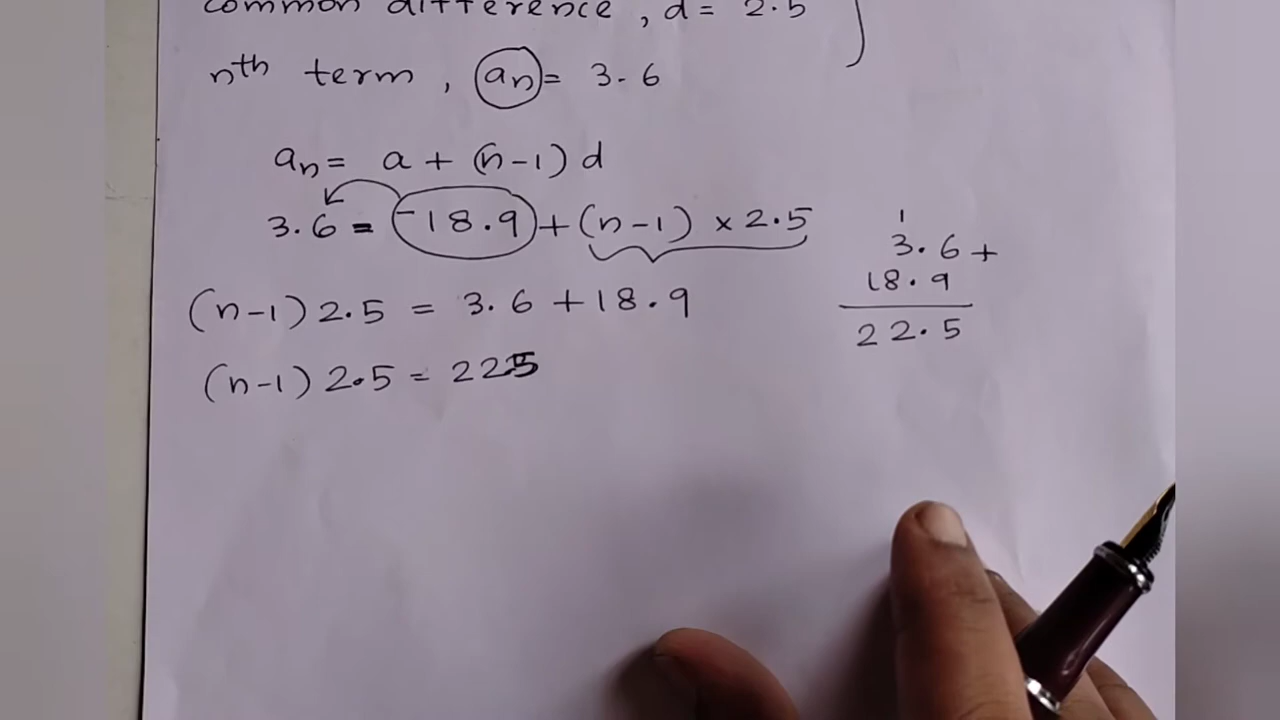 common difference, d = 2.5
nth term, an = 3.6
an = a + (n-1) d
3.6 = -18.9 + (n-1) × 2.5
(n-1) 2.5 = 3.6 + 18.9
(n-1) 2.5 = 22.5
1
3.6 +
18.9
22.5